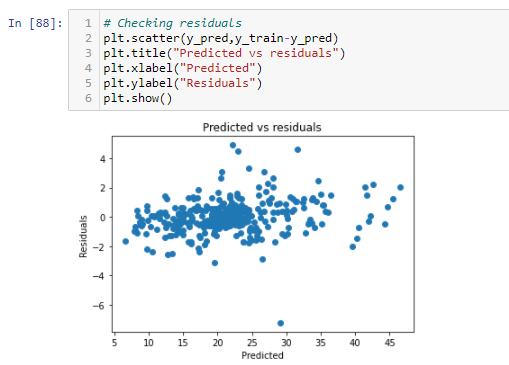 In [88]:
1 # Checking residuals
2 plt.scatter(y_pred,y_train-y_pred)
3 plt.title("Predicted vs residuals")
4 plt.xlabel("Predicted")
5 plt.ylabel("Residuals")
6 plt.show()
Predicted vs residuals
Residuals
4
2
0
−2
−4
−6
5 10 15 20 25 30 35 40 45
Predicted